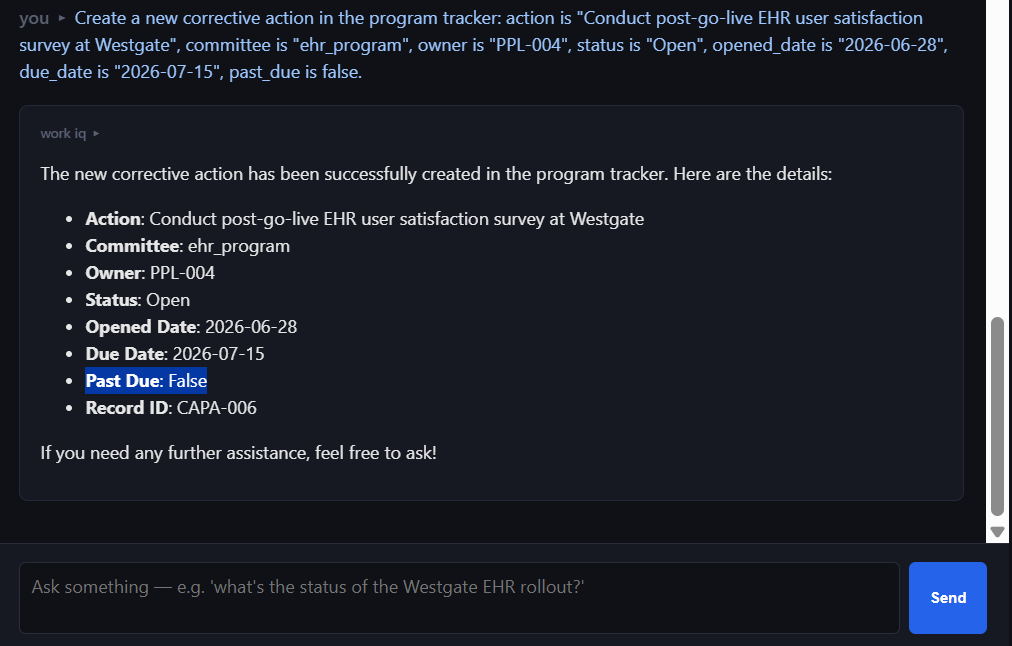 you ▸ Create a new corrective action in the program tracker: action is "Conduct post-go-live EHR user satisfaction
survey at Westgate", committee is "ehr_program", owner is "PPL-004", status is "Open", opened_date is "2026-06-28",
due_date is "2026-07-15", past_due is false.
work iq ▸
The new corrective action has been successfully created in the program tracker. Here are the details:
• Action: Conduct post-go-live EHR user satisfaction survey at Westgate
• Committee: ehr_program
• Owner: PPL-004
• Status: Open
• Opened Date: 2026-06-28
• Due Date: 2026-07-15
• Past Due: False
• Record ID: CAPA-006
If you need any further assistance, feel free to ask!
Ask something — e.g. 'what's the status of the Westgate EHR rollout?'
Send